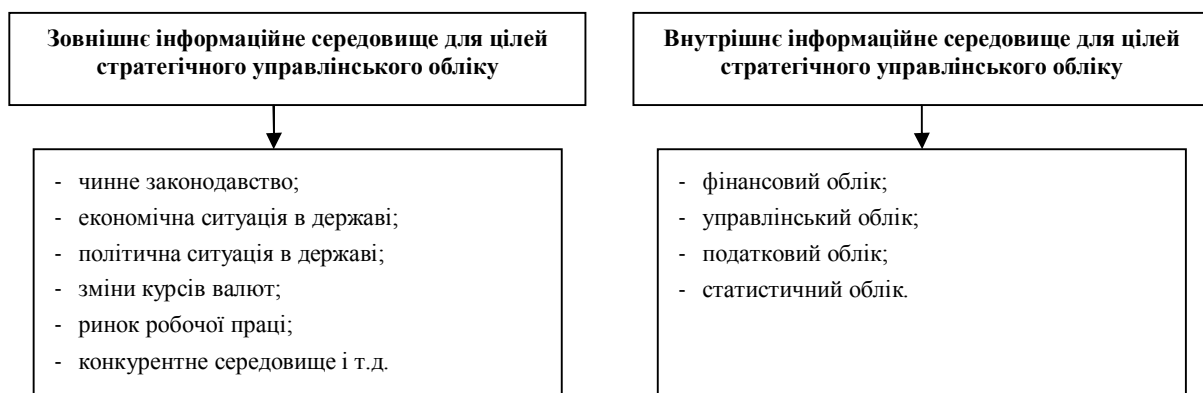 Зовнішнє інформаційне середовище для цілей
стратегічного управлінського обліку
- чинне законодавство;
- економічна ситуація в державі;
- політична ситуація в державі;
- зміни курсів валют;
- ринок робочої праці;
- конкурентне середовище і т.д.
Внутрішнє інформаційне середовище для цілей
стратегічного управлінського обліку
- фінансовий облік;
- управлінський облік;
- податковий облік;
- статистичний облік.